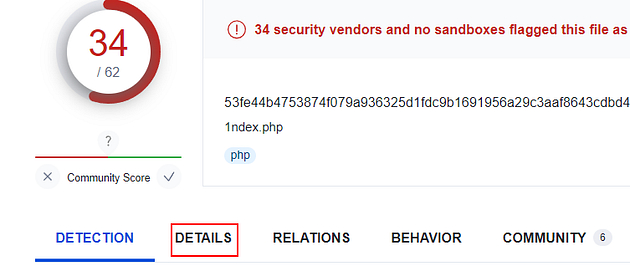 34
/ 62
?
Community Score
34 security vendors and no sandboxes flagged this file as
53fe44b4753874f079a936325d1fdc9b1691956a29c3aaf8643cdbd4
1ndex.php
php
DETECTION DETAILS RELATIONS BEHAVIOR COMMUNITY 6